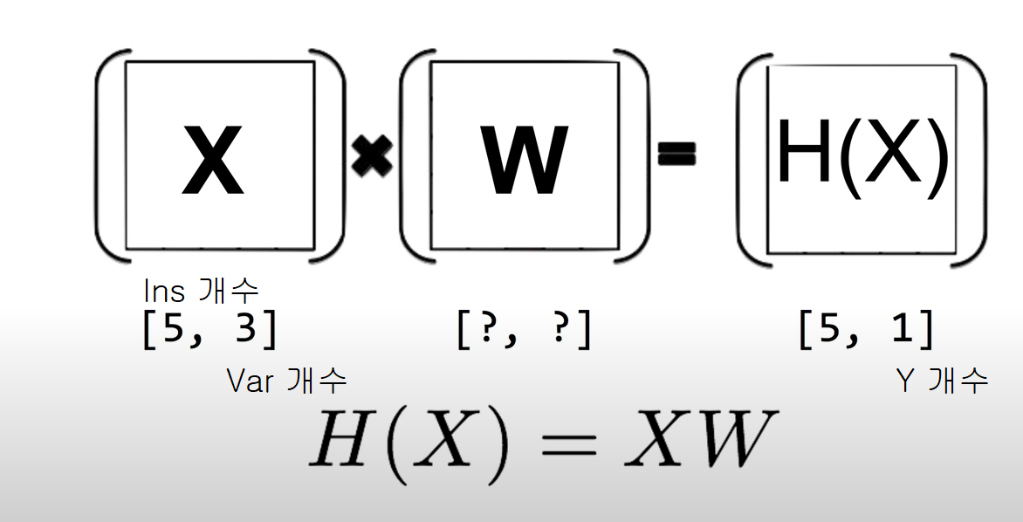 X × W = H(X)
Ins 개수
[5, 3] [?, ?] [5, 1]
Var 개수 Y 개수
H(X) = XW